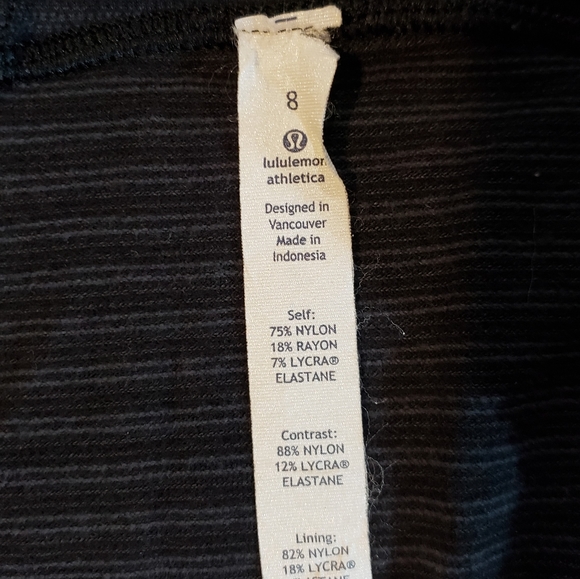 8
lululemon
athletica
Designed in
Vancouver
Made in
Indonesia
Self:
75% NYLON
18% RAYON
7% LYCRA®
ELASTANE
Contrast:
88% NYLON
12% LYCRA®
ELASTANE
Lining:
82% NYLON
18% LYCRA®
ELASTANE